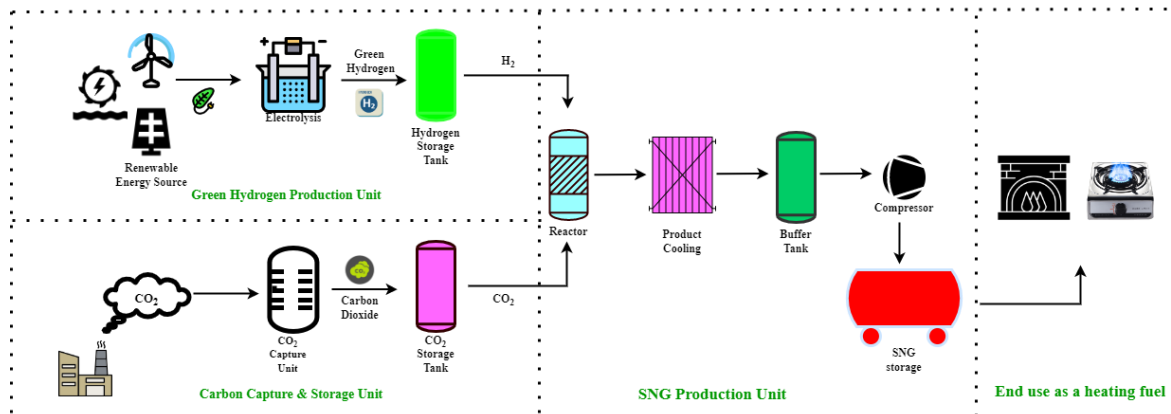 Green
Hydrogen
H2
Electrolysis
Renewable
Energy Source
Hydrogen
Storage
Tank
Green Hydrogen Production Unit
H₂
CO₂
CO₂
Capture
Unit
CO₂
Carbon
Dioxide
CO₂
Storage
Tank
CO₂
Carbon Capture & Storage Unit
Reactor
Product
Cooling
Buffer
Tank
Compressor
SNG
storage
SNG Production Unit
End use as a heating fuel